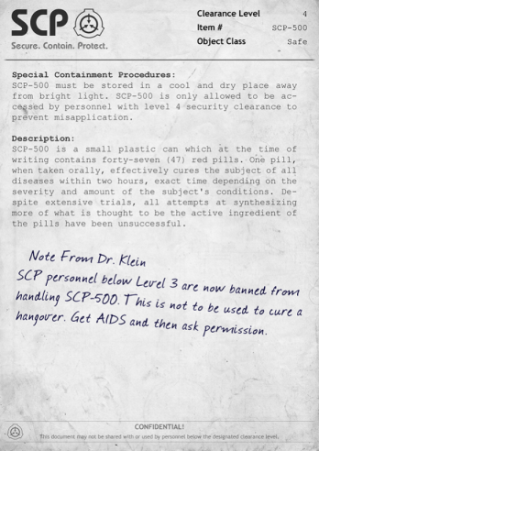 SCP
Secure. Contain. Protect.
Clearance Level 4
Item # SCP-500
Object Class Safe
Special Containment Procedures:
SCP-500 must be stored in a cool and dry place away
from bright light. SCP-500 is only allowed to be ac-
cessed by personnel with level 4 security clearance to
prevent misapplication.
Description:
SCP-500 is a small plastic can which at the time of
writing contains forty-seven (47) red pills. One pill,
when taken orally, effectively cures the subject of all
diseases within two hours, exact time depending on the
severity and amount of the subject's conditions. De-
spite extensive trials, all attempts at synthesizing
more of what is thought to be the active ingredient of
the pills have been unsuccessful.
Note From Dr. Klein
SCP personnel below Level 3 are now banned from
handling SCP-500. This is not to be used to cure a
hangover. Get AIDS and then ask permission.
CONFIDENTIAL!
This document may not be shared with or used by personnel below the designated clearance level.